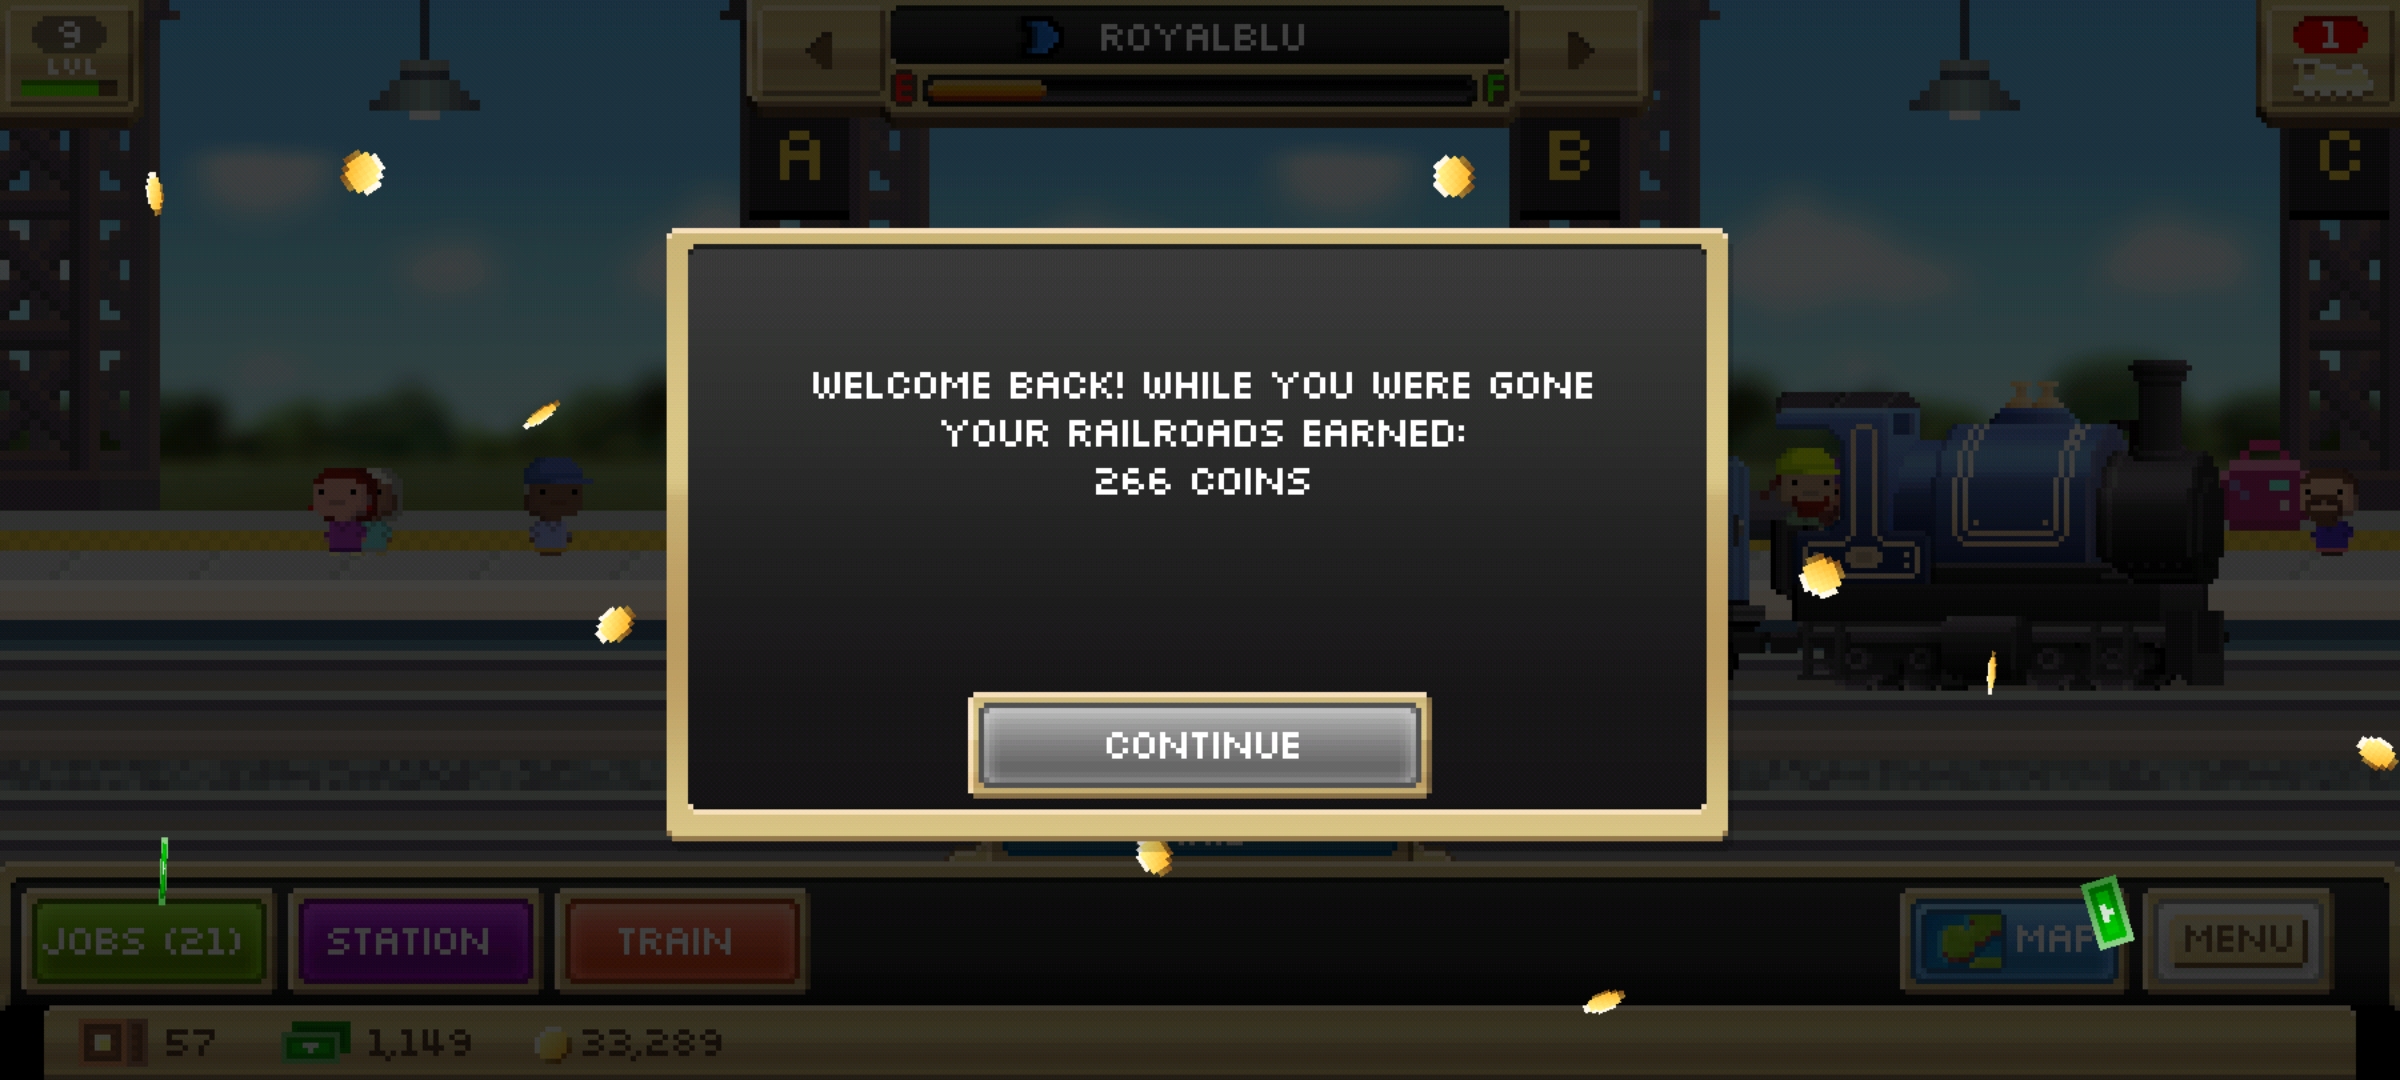 9
LVL
ROYALBLU
E
F
1
A
B
C
WELCOME BACK! WHILE YOU WERE GONE
YOUR RAILROADS EARNED:
266 COINS
CONTINUE
JOBS (21)
STATION
TRAIN
MAP
MENU
57
1,149
33,289